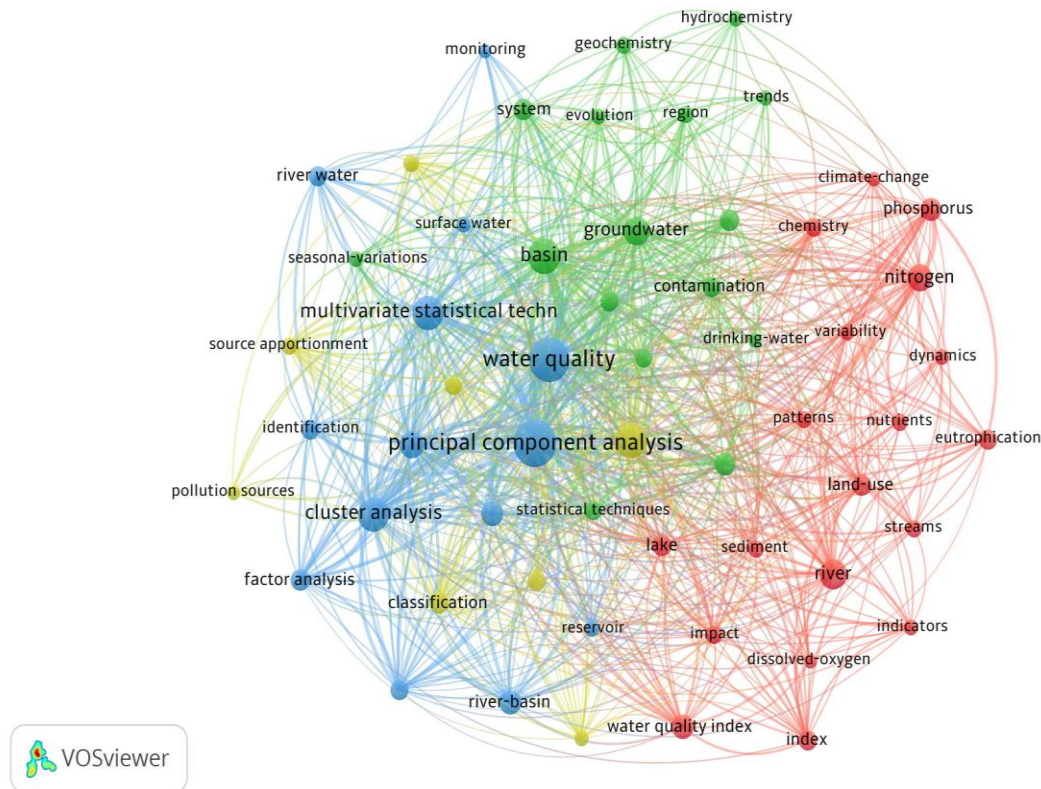 hydrochemistry
geochemistry
monitoring
trends
system
evolution
region
river water
climate-change
phosphorus
surface water
chemistry
groundwater
basin
seasonal-variations
nitrogen
contamination
multivariate statistical techn
variability
drinking-water
source apportionment
dynamics
water quality
patterns
nutrients
identification
eutrophication
principal component analysis
land-use
pollution sources
cluster analysis
statistical techniques
streams
lake
sediment
river
factor analysis
classification
reservoir
impact
indicators
dissolved-oxygen
river-basin
water quality index
index
VOSviewer